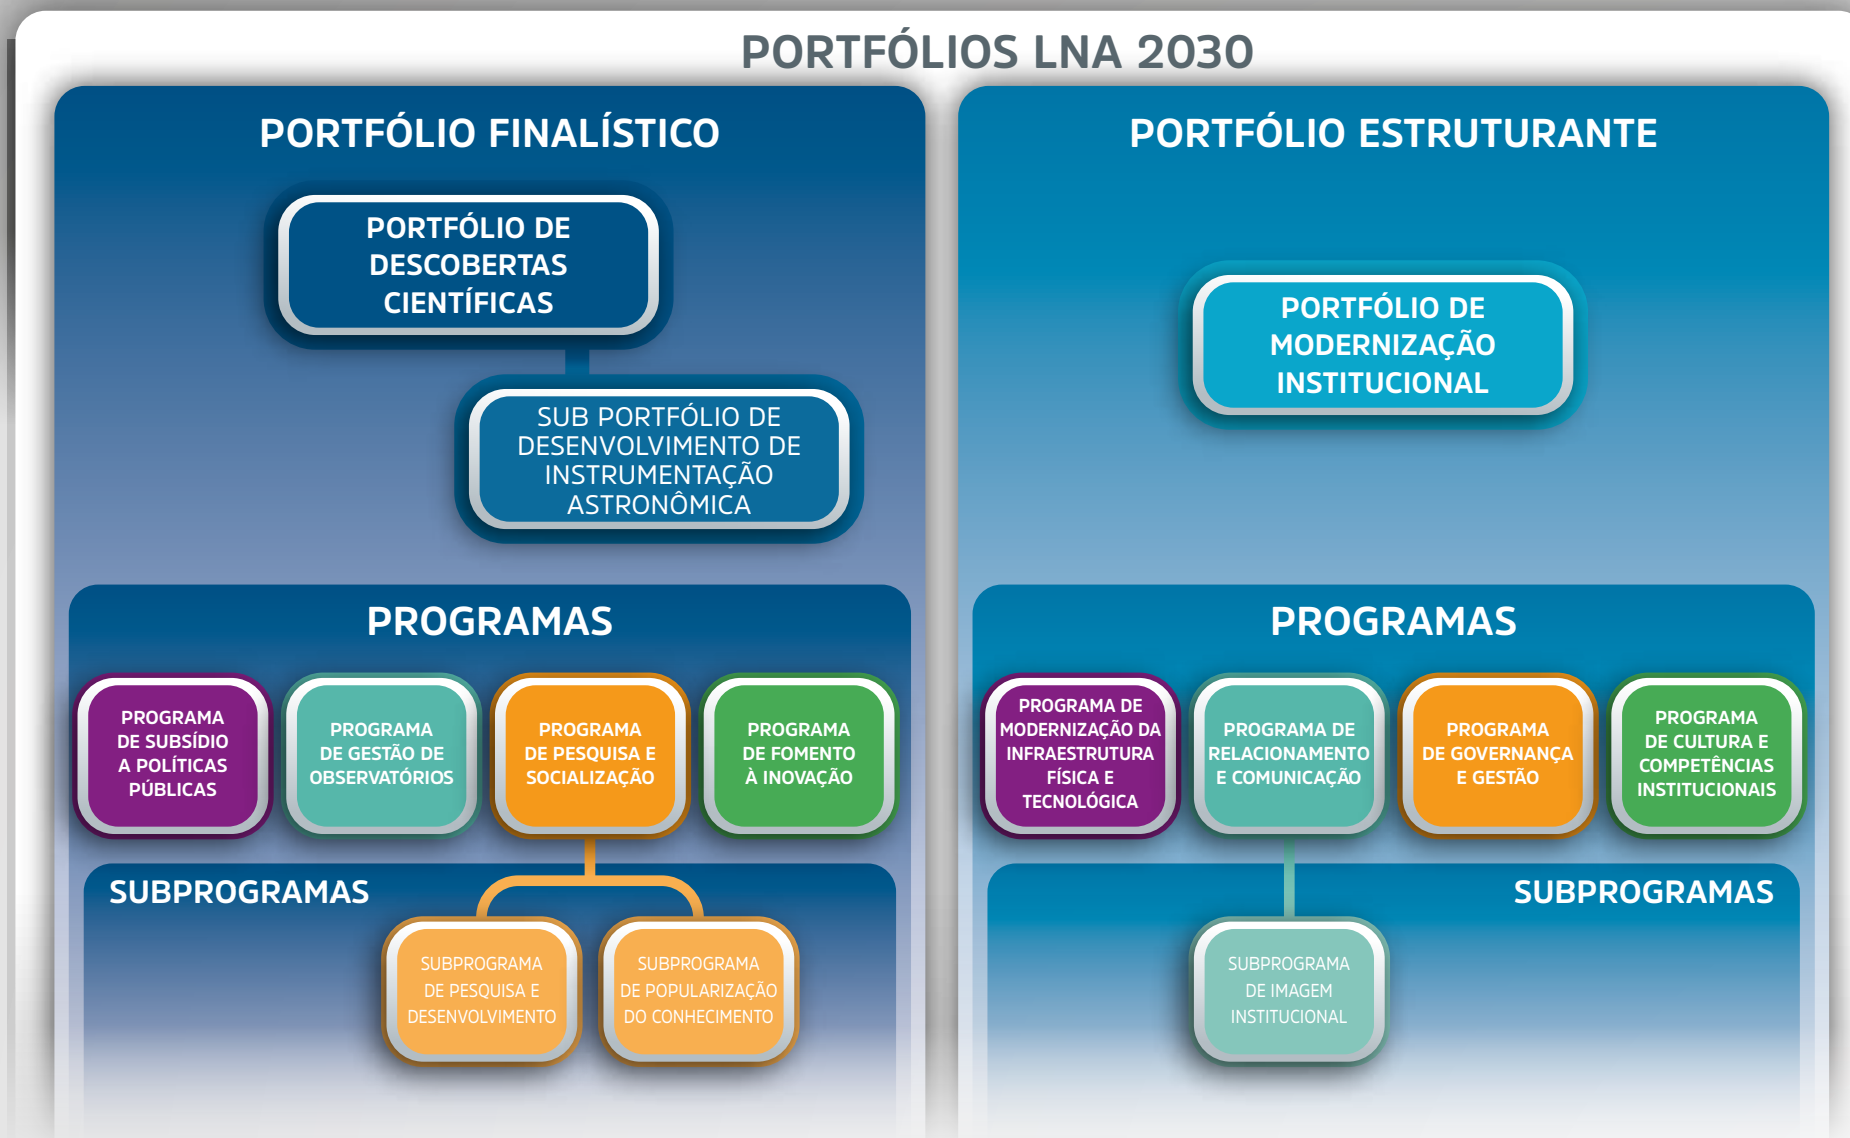 PORTFÓLIOS LNA 2030
PORTFÓLIO FINALÍSTICO
PORTFÓLIO DE
DESCOBERTAS
CIENTÍFICAS
SUB PORTFÓLIO DE
DESENVOLVIMENTO DE
INSTRUMENTAÇÃO
ASTRONÔMICA
PROGRAMAS
PROGRAMA
DE SUBSÍDIO
A POLÍTICAS
PÚBLICAS
PROGRAMA
DE GESTÃO DE
OBSERVATÓRIOS
PROGRAMA
DE PESQUISA E
SOCIALIZAÇÃO
PROGRAMA
DE FOMENTO
À INOVAÇÃO
SUBPROGRAMAS
SUBPROGRAMA
DE PESQUISA E
DESENVOLVIMENTO
SUBPROGRAMA
DE POPULARIZAÇÃO
DO CONHECIMENTO
PORTFÓLIO ESTRUTURANTE
PORTFÓLIO DE
MODERNIZAÇÃO
INSTITUCIONAL
PROGRAMAS
PROGRAMA DE
MODERNIZAÇÃO DA
INFRAESTRUTURA
FÍSICA E
TECNOLÓGICA
PROGRAMA DE
RELACIONAMENTO
E COMUNICAÇÃO
PROGRAMA
DE GOVERNANÇA
E GESTÃO
PROGRAMA
DE CULTURA E
COMPETÊNCIAS
INSTITUCIONAIS
SUBPROGRAMAS
SUBPROGRAMA
DE IMAGEM
INSTITUCIONAL